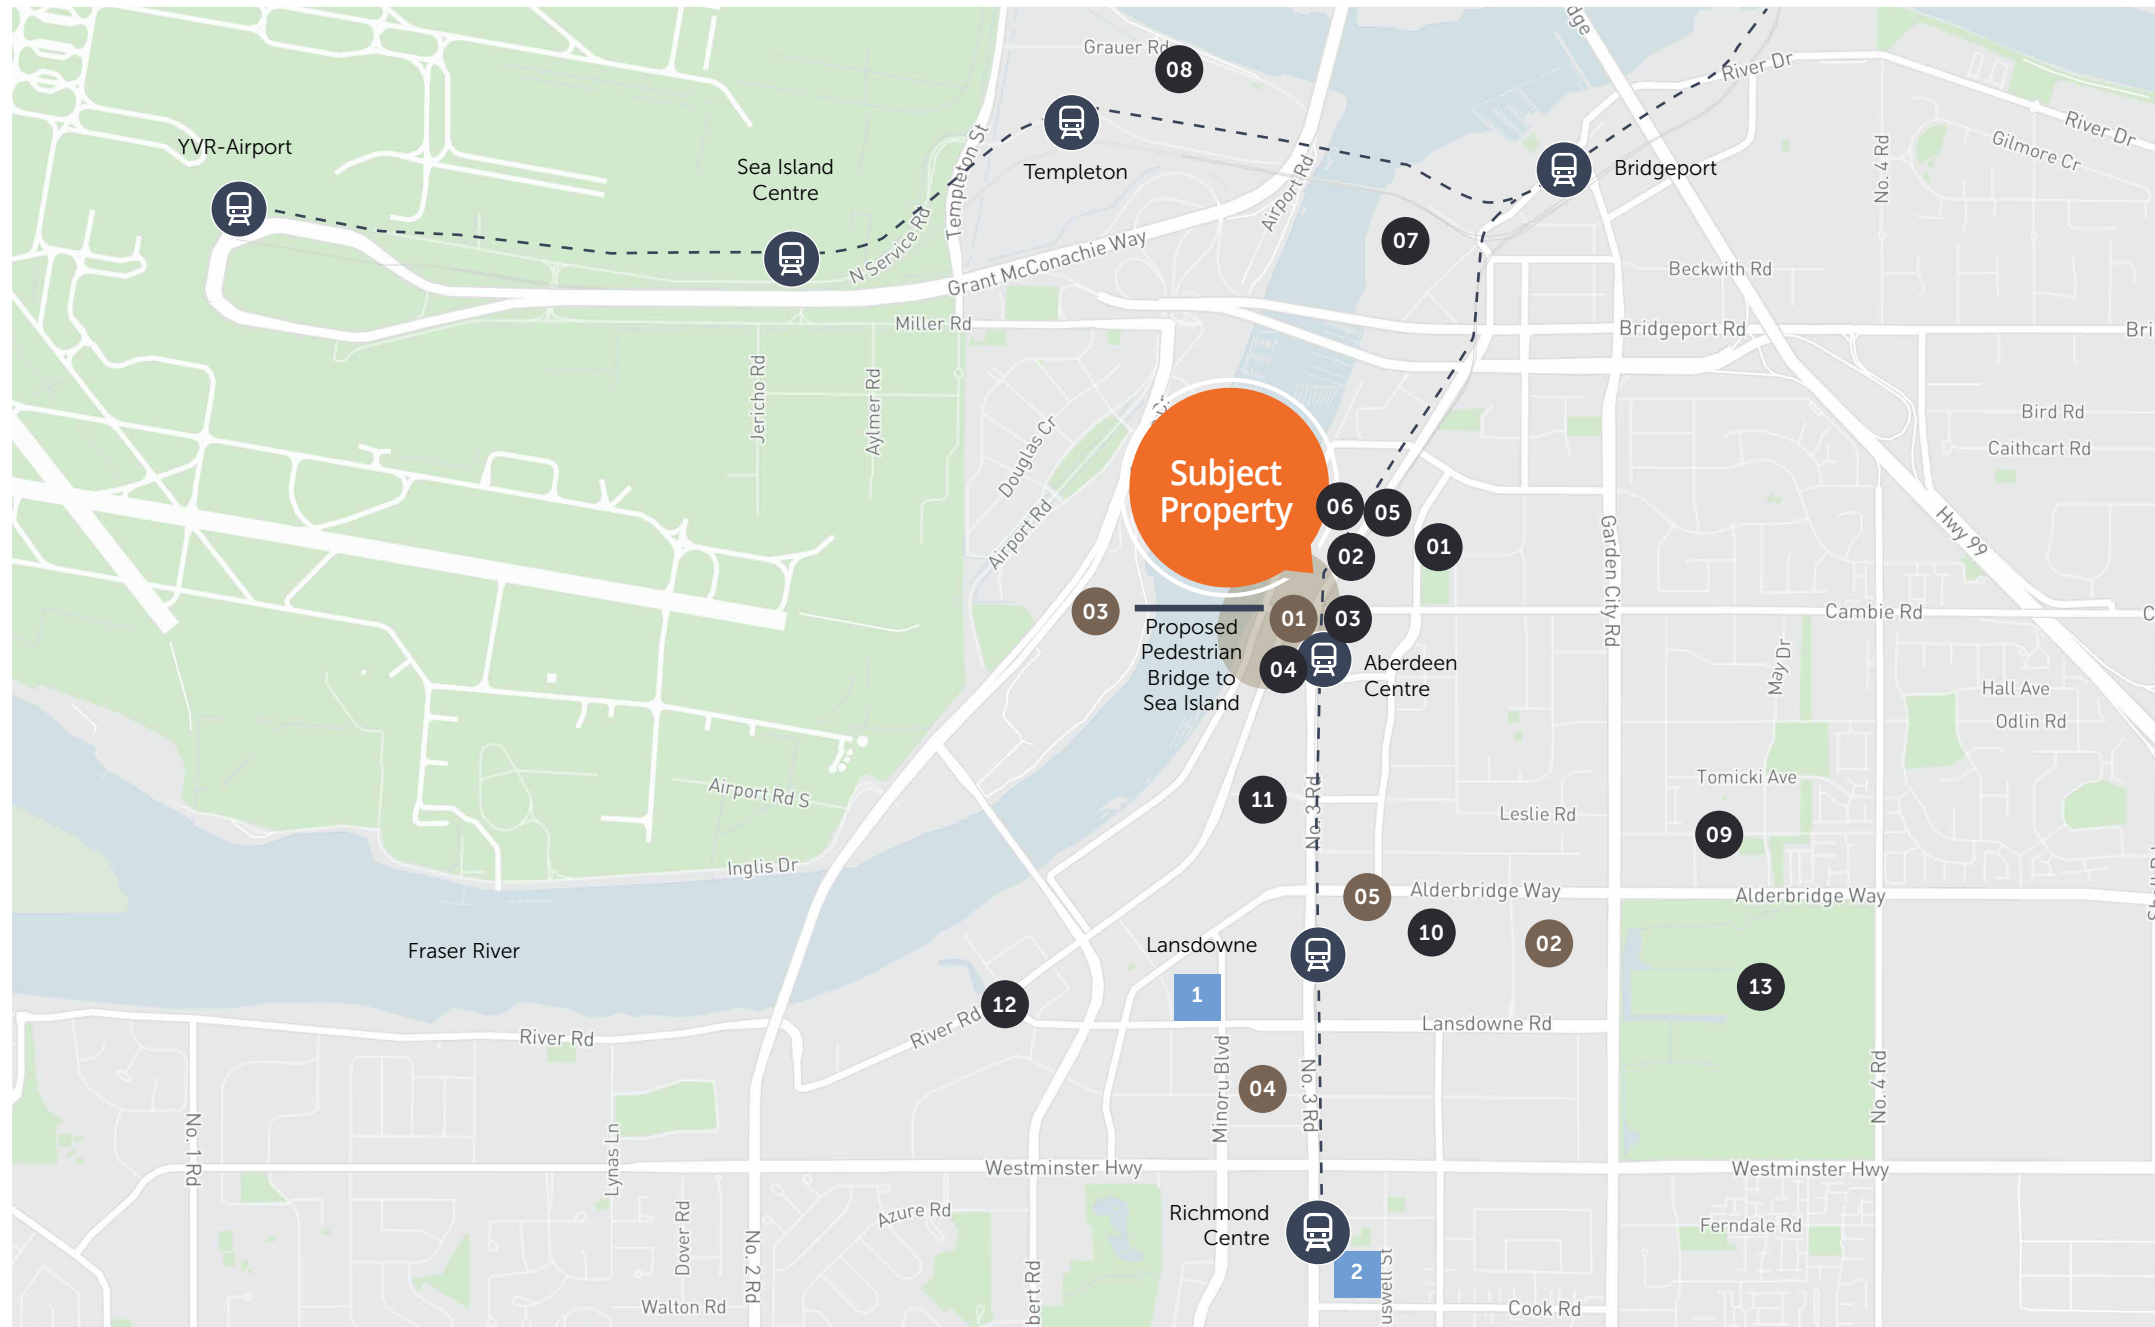 Grauer Rd
08
YVR-Airport
Sea Island
Centre
Templeton St
Templeton
Airport Rd
Bridgeport
River Dr
River Dr
Gilmore Cr
No. 4 Rd
N Service Rd
Grant McConachie Way
07
Beckwith Rd
Miller Rd
Bridgeport Rd
Bri
Jericho Rd
Aylmer Rd
Douglas Cr
Airport Rd
Bird Rd
Caithcart Rd
Subject
Property
06
05
02
01
Garden City Rd
Hwy 99
03
Proposed
Pedestrian
Bridge to
Sea Island
01
03
04
Aberdeen
Centre
Cambie Rd
May Dr
Hall Ave
Odlin Rd
Airport Rd S
Tomicki Ave
11
No. 3 Rd
Leslie Rd
09
Inglis Dr
05
Alderbridge Way
Alderbridge Way
10
02
Fraser River
Lansdowne
1
12
13
River Rd
River Rd
Lansdowne Rd
Minoru Blvd
No. 3 Rd
04
No. 4 Rd
No. 1 Rd
Lynas Ln
Westminster Hwy
Westminster Hwy
Azure Rd
Dover Rd
No. 2 Rd
Richmond
Centre
Ferndale Rd
2
Walton Rd
bert Rd
uswell St
Cook Rd